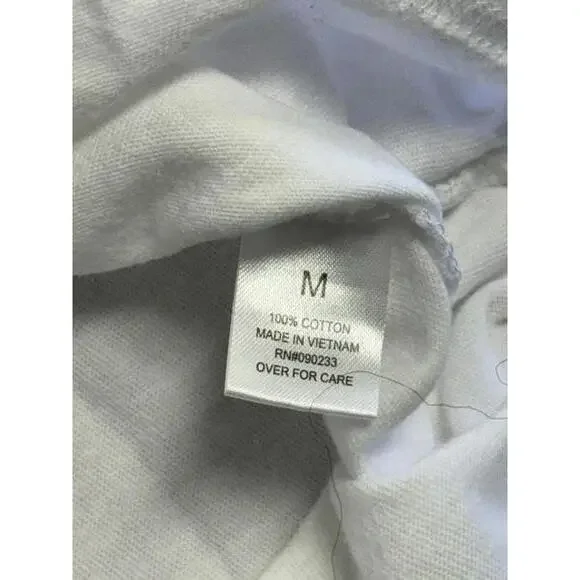 M
100% COTTON
MADE IN VIETNAM
RN#090233
OVER FOR CARE